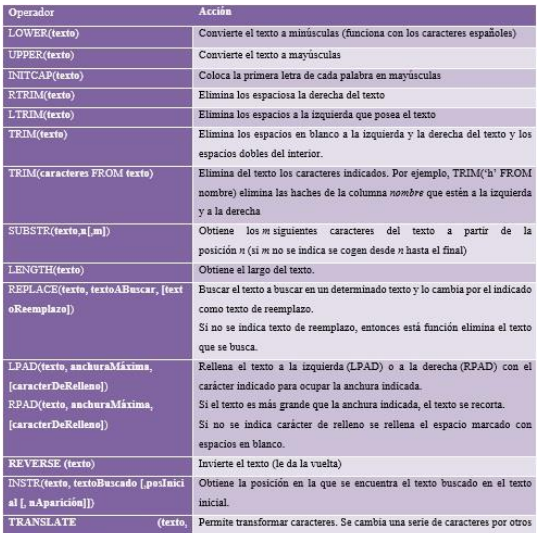 Operador Acción
LOWER(texto) Convierte el texto a minúsculas (funciona con los caracteres españoles)
UPPER(texto) Convierte el texto a mayúsculas
INITCAP(texto) Coloca la primera letra de cada palabra en mayúsculas
RTRIM(texto) Elimina los espaciosa la derecha del texto
LTRIM(texto) Elimina los espacios a la izquierda que posea el texto
TRIM(texto) Elimina los espacios en blanco a la izquierda y la derecha del texto y los
espacios dobles del interior.
TRIM(caracteres FROM texto) Elimina del texto los caracteres indicados. Por ejemplo, TRIM('h' FROM
nombre) elimina las haches de la columna nombre que estén a la izquierda
y a la derecha
SUBSTR(texto,n[,m]) Obtiene los m siguientes caracteres del texto a partir de la
posición n (si m no se indica se cogen desde n hasta el final)
LENGTH(texto) Obtiene el largo del texto.
REPLACE(texto, textoABuscar, [text Buscar el texto a buscar en un determinado texto y lo cambia por el indicado
oReemplazo]) como texto de reemplazo.
Si no se indica texto de reemplazo, entonces está función elimina el texto
que se busca.
LPAD(texto, anchuraMáxima, Rellena el texto a la izquierda (LPAD) o a la derecha (RPAD) con el
[caracterDeRelleno]) carácter indicado para ocupar la anchura indicada.
RPAD(texto, anchuraMáxima, Si el texto es más grande que la anchura indicada, el texto se recorta.
[caracterDeRelleno]) Si no se indica carácter de relleno se rellena el espacio marcado con
espacios en blanco.
REVERSE (texto) Invierte el texto (le da la vuelta)
INSTR(texto, textoBuscado [,posInici Obtiene la posición en la que se encuentra el texto buscado en el texto
al [, nAparición]]) inicial.
TRANSLATE (texto, Permite transformar caracteres. Se cambia una serie de caracteres por otros